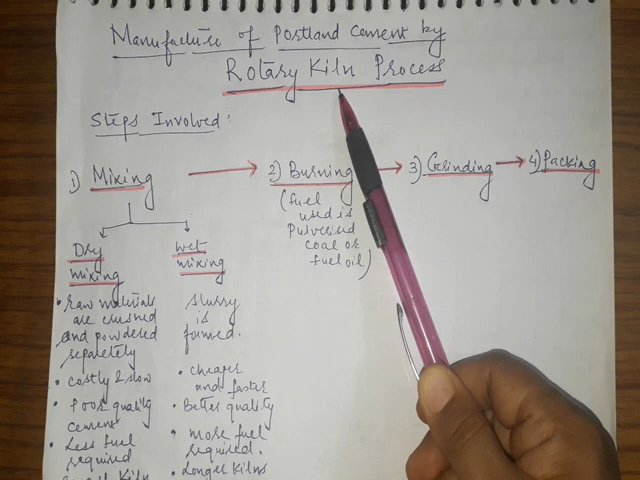 Manufacture of Portland Cement by
Rotary Kiln Process
Steps Involved:
1) Mixing → 2) Burning → 3) Grinding → 4) Packing
(fuel
used is
Pulverised
coal or
fuel oil)
Dry
mixing
• Raw materials
are crushed
and powdered
separetely
• Costly & slow
• Poor quality
cement
• Less fuel
required
Wet
mixing
slurry
is
formed.
• cheaper
and faster
• Better quality
• more fuel
required.
• Longer Kilns